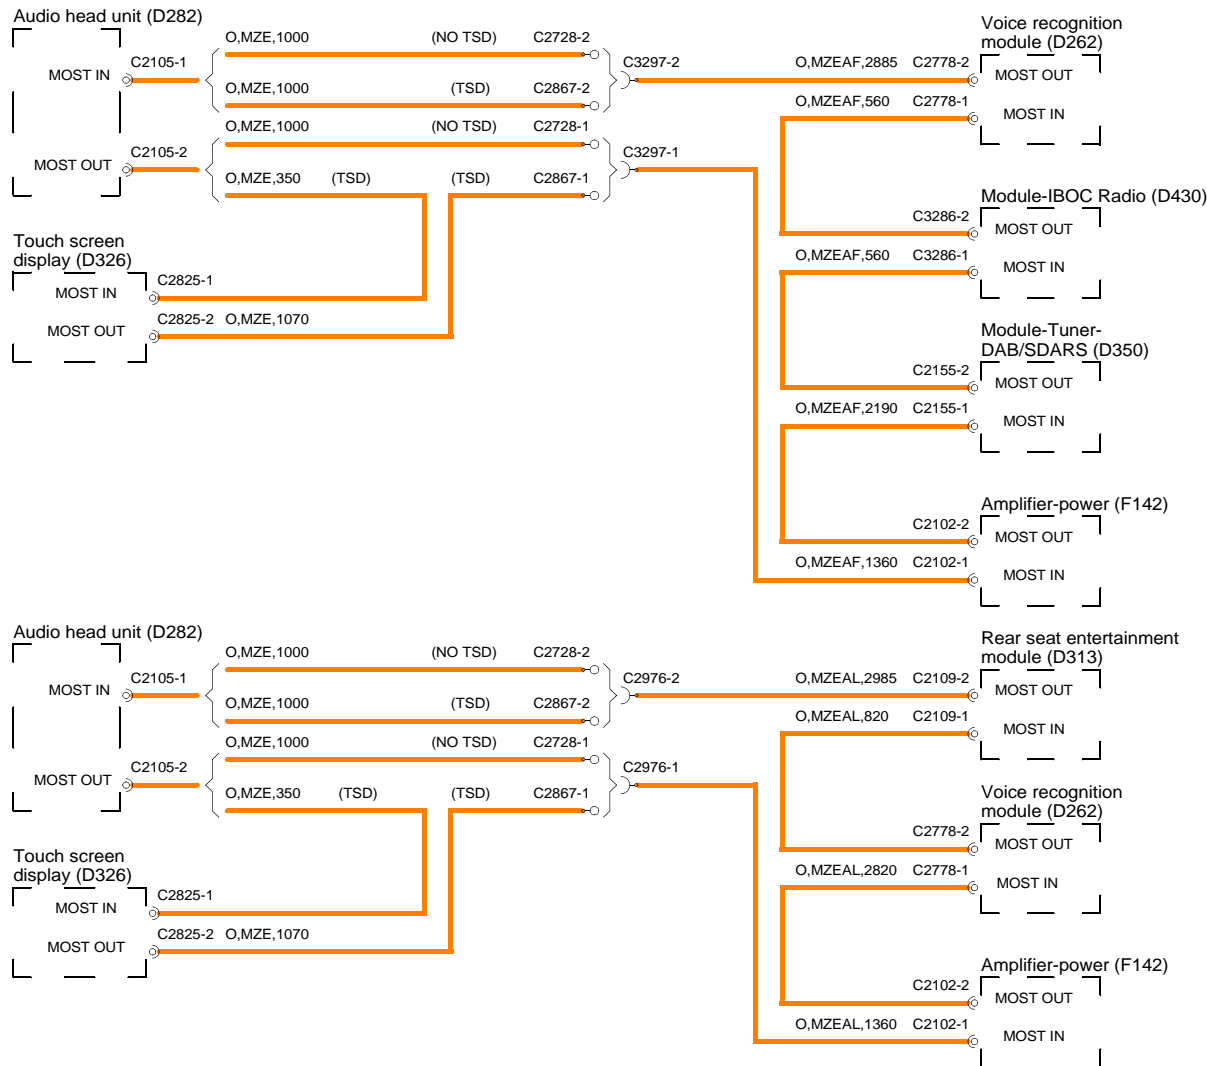 Audio head unit (D282)
MOST IN
C2105-1
O,MZE,1000 (NO TSD) C2728-2
O,MZE,1000 (TSD) C2867-2
C3297-2
O,MZEAF,2885 C2778-2
Voice recognition
module (D262)
MOST OUT
O,MZEAF,560 C2778-1
MOST IN
MOST OUT
C2105-2
O,MZE,1000 (NO TSD) C2728-1
O,MZE,350 (TSD) (TSD) C2867-1
C3297-1
Touch screen
display (D326)
MOST IN
C2825-1
MOST OUT
C2825-2 O,MZE,1070
Module-IBOC Radio (D430)
C3286-2
MOST OUT
O,MZEAF,560 C3286-1
MOST IN
Module-Tuner-
DAB/SDARS (D350)
C2155-2
MOST OUT
O,MZEAF,2190 C2155-1
MOST IN
Amplifier-power (F142)
C2102-2
MOST OUT
O,MZEAF,1360 C2102-1
MOST IN
Audio head unit (D282)
MOST IN
C2105-1
O,MZE,1000 (NO TSD) C2728-2
O,MZE,1000 (TSD) C2867-2
C2976-2
O,MZEAL,2985 C2109-2
Rear seat entertainment
module (D313)
MOST OUT
O,MZEAL,820 C2109-1
MOST IN
MOST OUT
C2105-2
O,MZE,1000 (NO TSD) C2728-1
O,MZE,350 (TSD) (TSD) C2867-1
C2976-1
Touch screen
display (D326)
MOST IN
C2825-1
MOST OUT
C2825-2 O,MZE,1070
Voice recognition
module (D262)
C2778-2
MOST OUT
O,MZEAL,2820 C2778-1
MOST IN
Amplifier-power (F142)
C2102-2
MOST OUT
O,MZEAL,1360 C2102-1
MOST IN